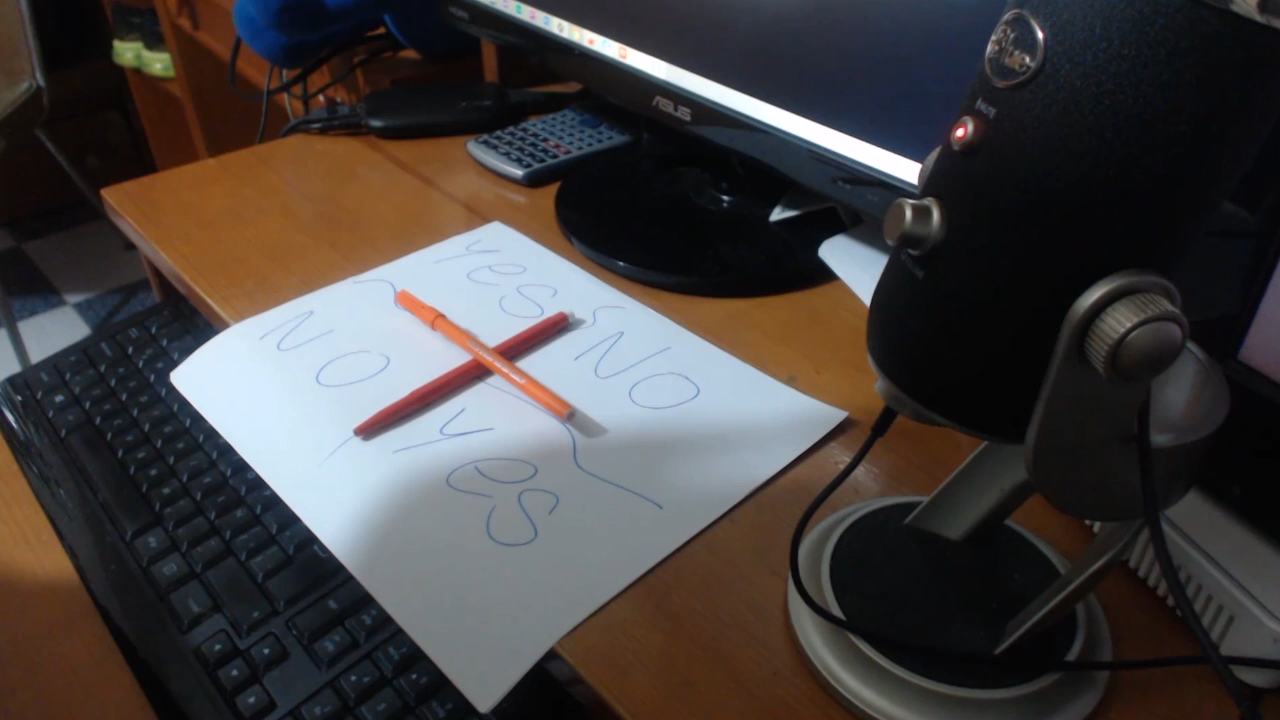 yes
NO
NO
yes
ASUS
Blue